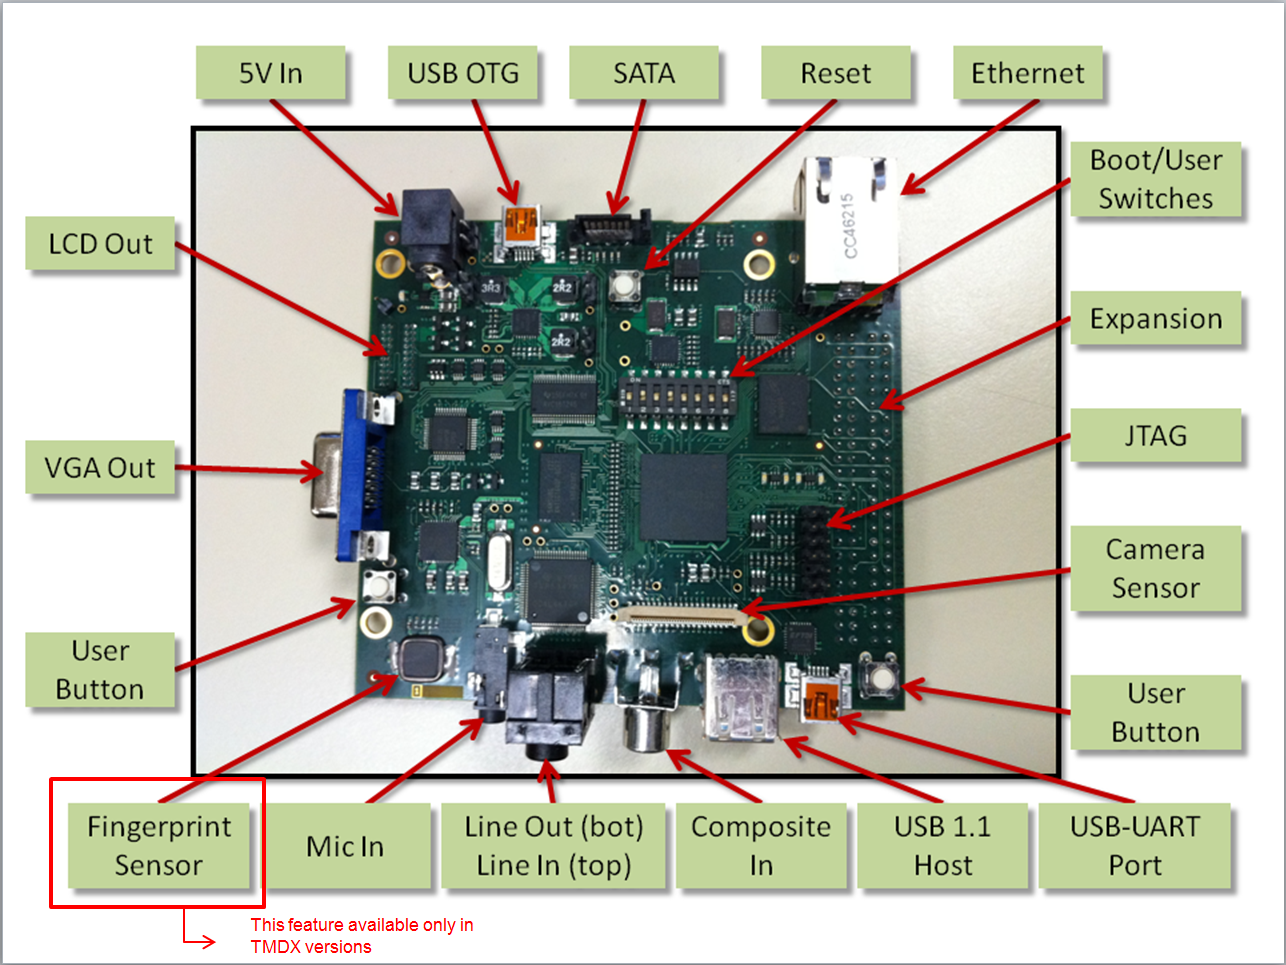 5V In
USB OTG
SATA
Reset
Ethernet
Boot/User
Switches
LCD Out
Expansion
VGA Out
JTAG
Camera
Sensor
User
Button
User
Button
Fingerprint
Sensor
Mic In
Line Out (bot)
Line In (top)
Composite
In
USB 1.1
Host
USB-UART
Port
This feature available only in
TMDX versions
CC46215
3R3
2R2
2R2
ON